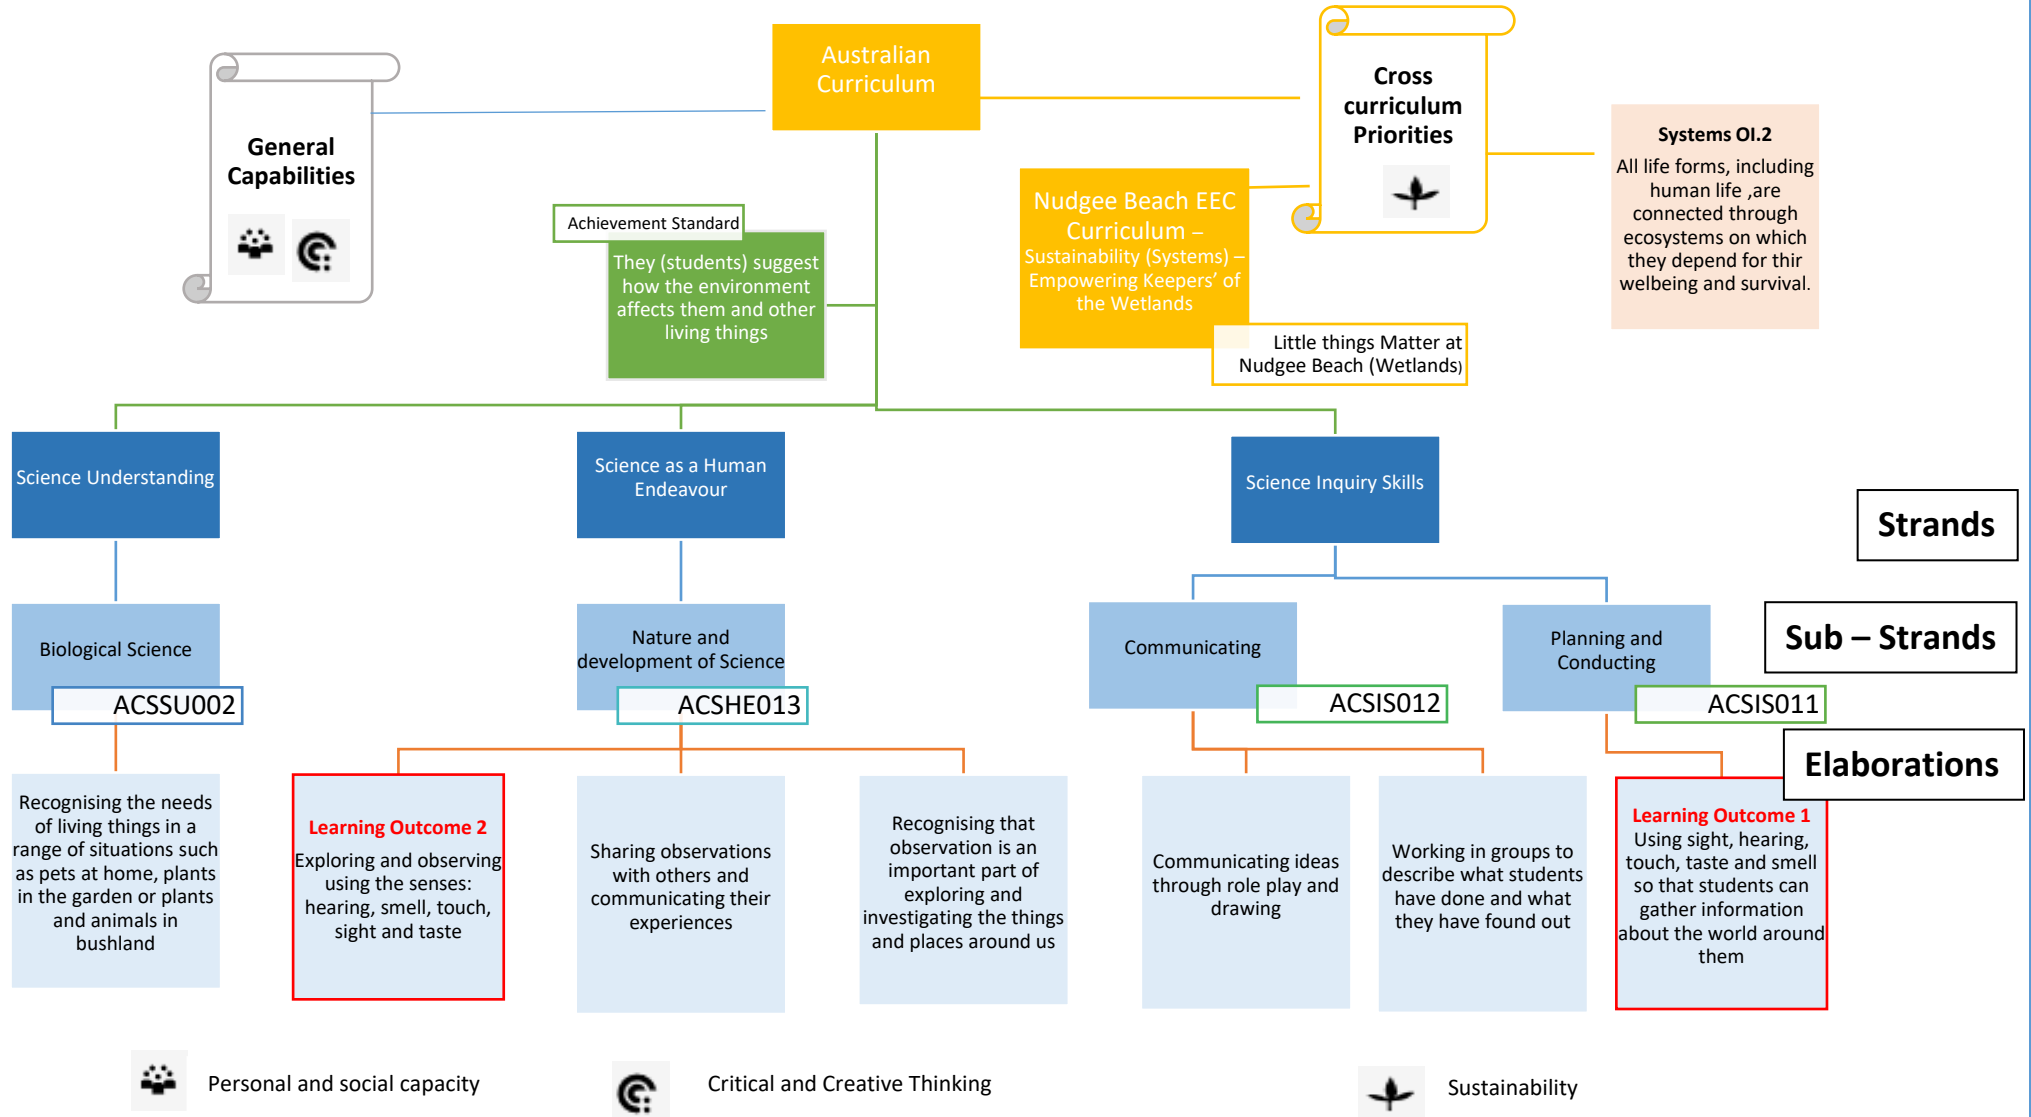 Australian
Curriculum
General
Capabilities
Cross
curriculum
Priorities
Systems OI.2
All life forms, including
human life ,are
connected through
ecosystems on which
they depend for thir
welbeing and survival.
Achievement Standard
They (students) suggest
how the environment
affects them and other
living things
Nudgee Beach EEC
Curriculum –
Sustainability (Systems) –
Empowering Keepers’ of
the Wetlands
Little things Matter at
Nudgee Beach (Wetlands)
Science Understanding
Science as a Human
Endeavour
Science Inquiry Skills
Strands
Biological Science
ACSSU002
Nature and
development of Science
ACSHE013
Communicating
ACSIS012
Planning and
Conducting
ACSIS011
Sub – Strands
Elaborations
Recognising the needs
of living things in a
range of situations such
as pets at home, plants
in the garden or plants
and animals in
bushland
Learning Outcome 2
Exploring and observing
using the senses:
hearing, smell, touch,
sight and taste
Sharing observations
with others and
communicating their
experiences
Recognising that
observation is an
important part of
exploring and
investigating the things
and places around us
Communicating ideas
through role play and
drawing
Working in groups to
describe what students
have done and what
they have found out
Learning Outcome 1
Using sight, hearing,
touch, taste and smell
so that students can
gather information
about the world around
them
Personal and social capacity
Critical and Creative Thinking
Sustainability